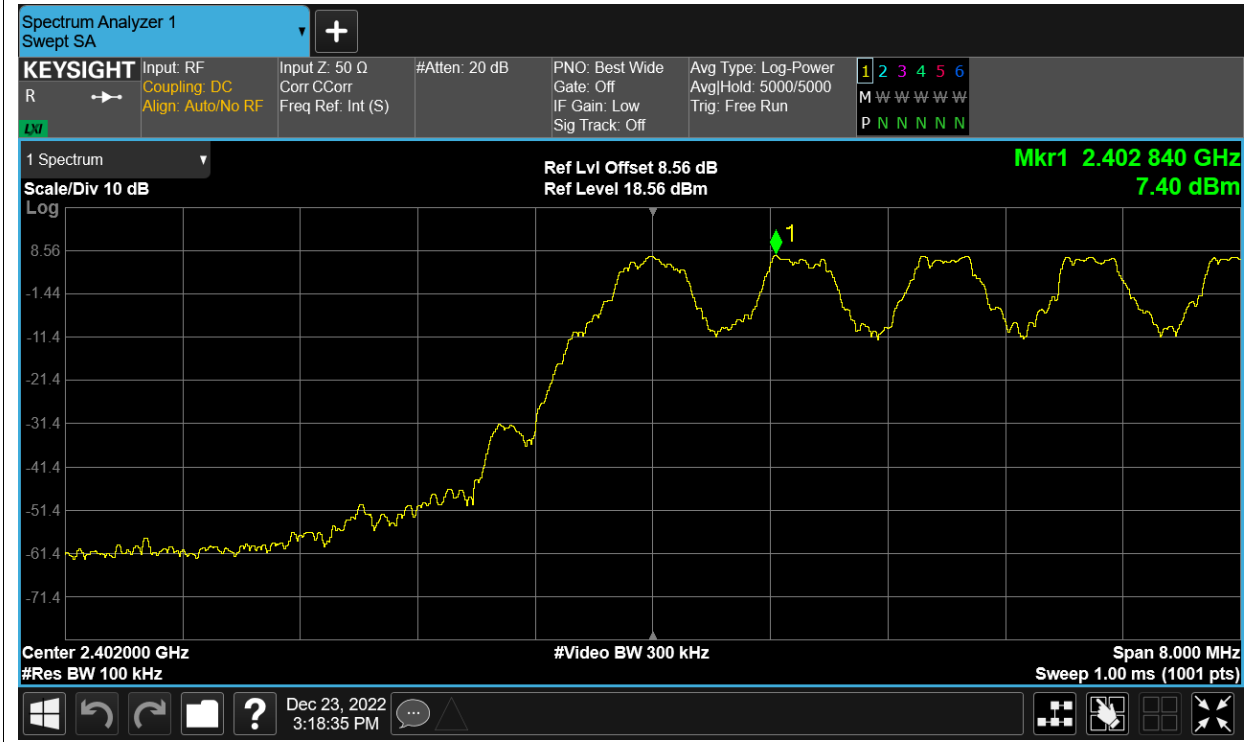 Spectrum Analyzer 1
Swept SA
+
KEYSIGHT
R
LXI
Input: RF
Coupling: DC
Align: Auto/No RF
Input Z: 50 Ω
Corr CCorr
Freq Ref: Int (S)
#Atten: 20 dB
PNO: Best Wide
Gate: Off
IF Gain: Low
Sig Track: Off
Avg Type: Log-Power
Avg|Hold: 5000/5000
Trig: Free Run
1 2 3 4 5 6
M W W W W W
P N N N N N
1 Spectrum
Scale/Div 10 dB
Log
Ref Lvl Offset 8.56 dB
Ref Level 18.56 dBm
Mkr1 2.402 840 GHz
7.40 dBm
1
8.56
-1.44
-11.4
-21.4
-31.4
-41.4
-51.4
-61.4
-71.4
Center 2.402000 GHz
#Res BW 100 kHz
#Video BW 300 kHz
Span 8.000 MHz
Sweep 1.00 ms (1001 pts)
?
Dec 23, 2022
3:18:35 PM